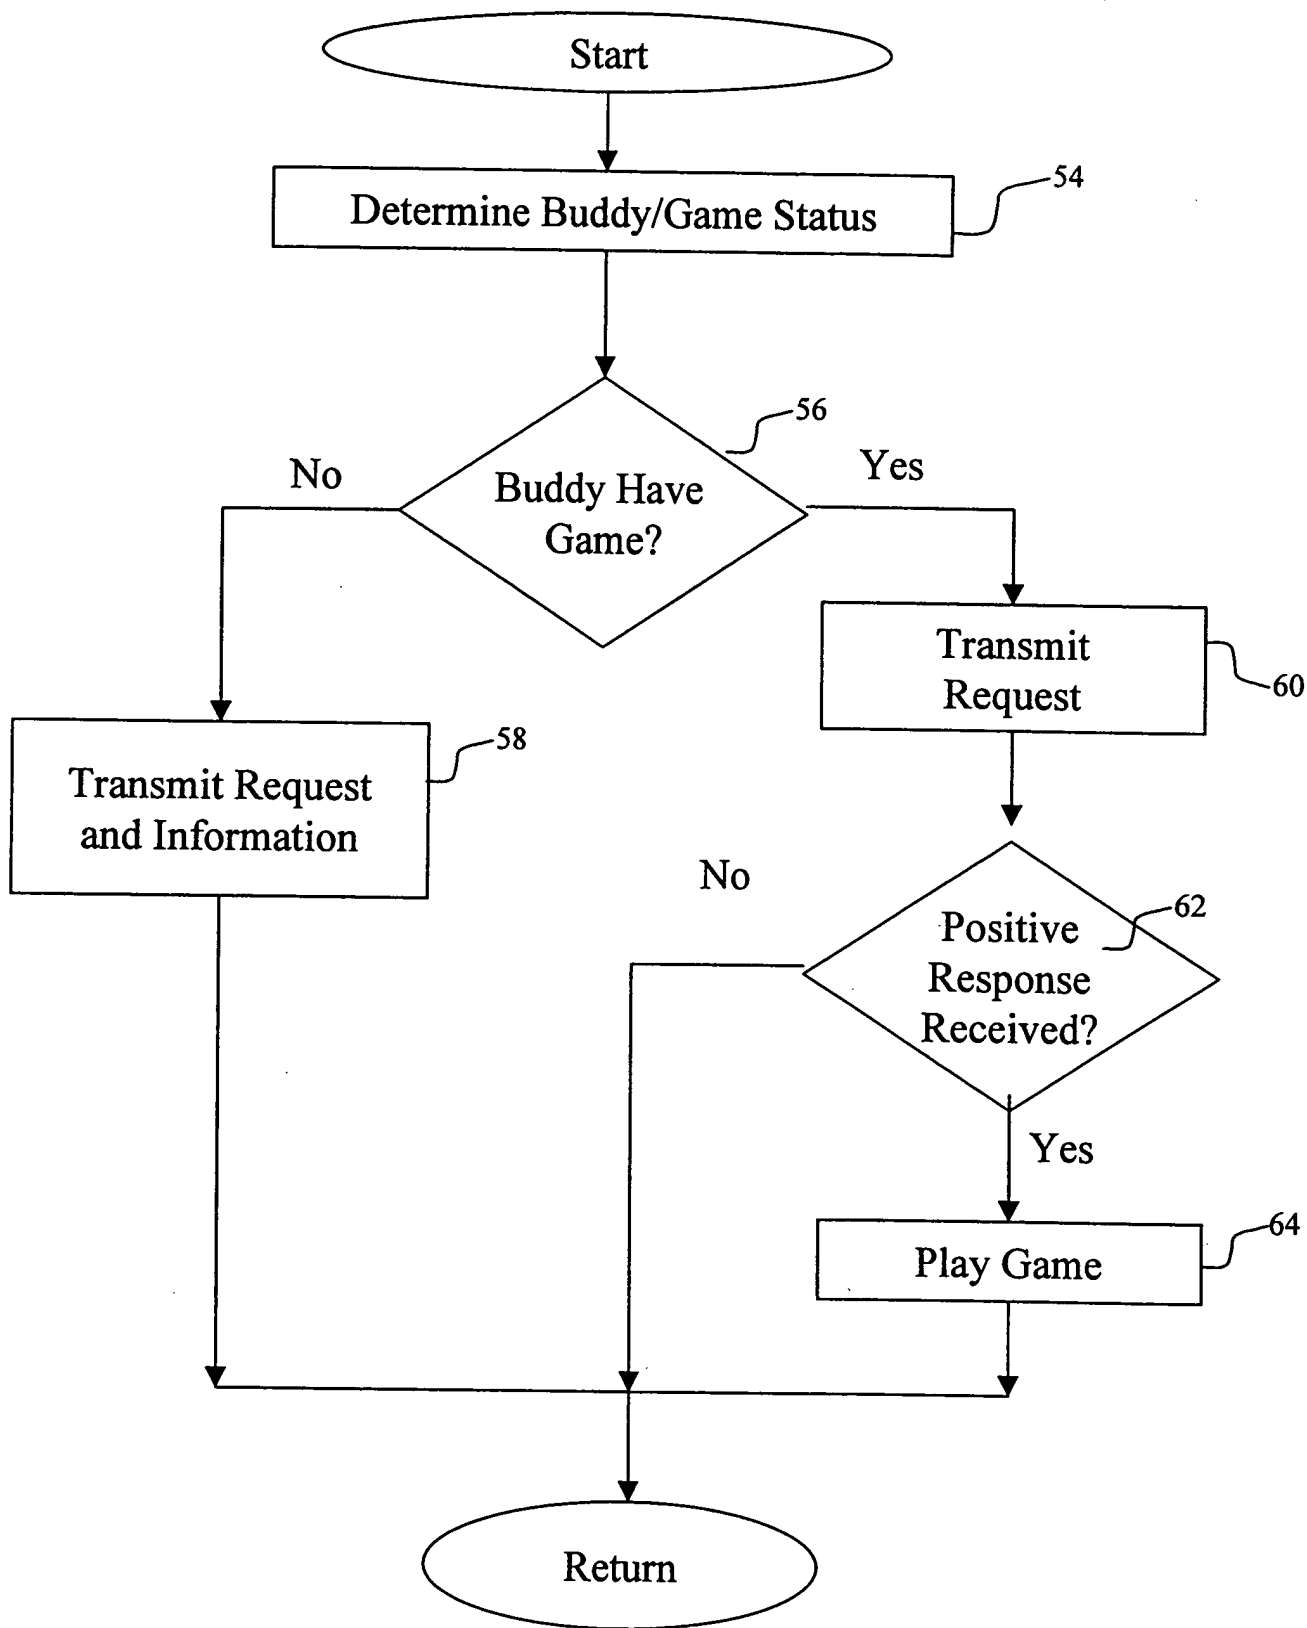 Start
Determine Buddy/Game Status
54
56
No
Yes
Buddy Have
Game?
Transmit
Request
60
58
Transmit Request
and Information
No
62
Positive
Response
Received?
Yes
64
Play Game
Return